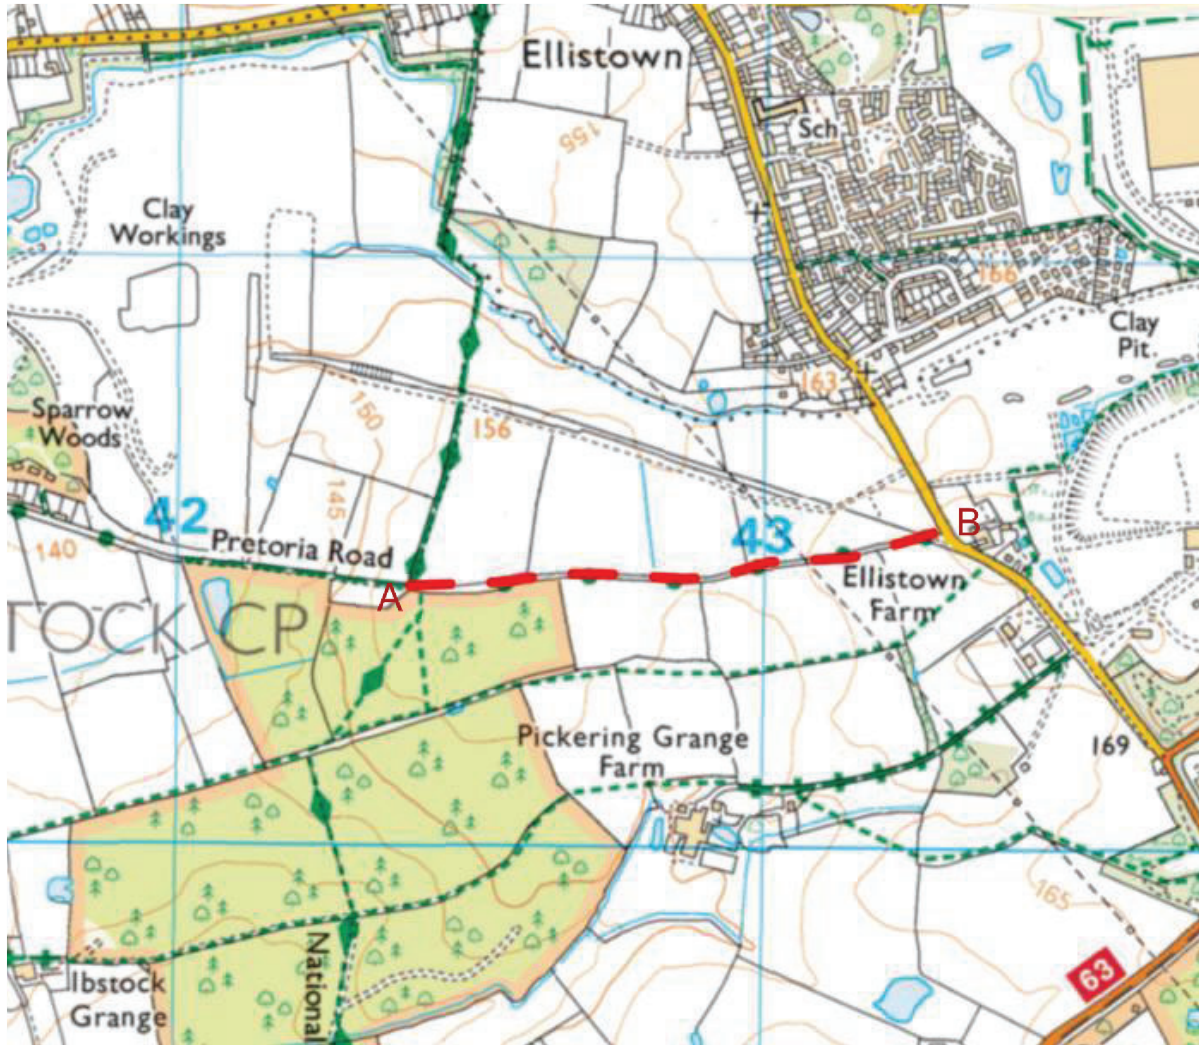 Ellistown
155
Sch
Clay
Workings
166
Clay
Pit
163
Sparrow
Woods
150
156
145
42
43
B
Pretoria Road
140
A
Ellistown
Farm
TOCK CP
Pickering Grange
Farm
169
165
63
National
Ibstock
Grange